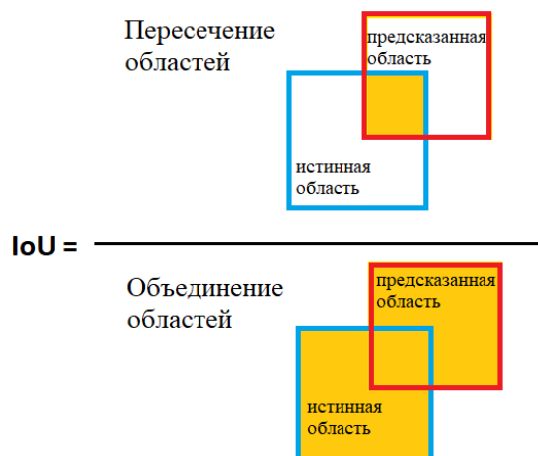 Пересечение
областей
предсказанная
область
истинная
область
IoU =
Объединение
областей
предсказанная
область
истинная
область